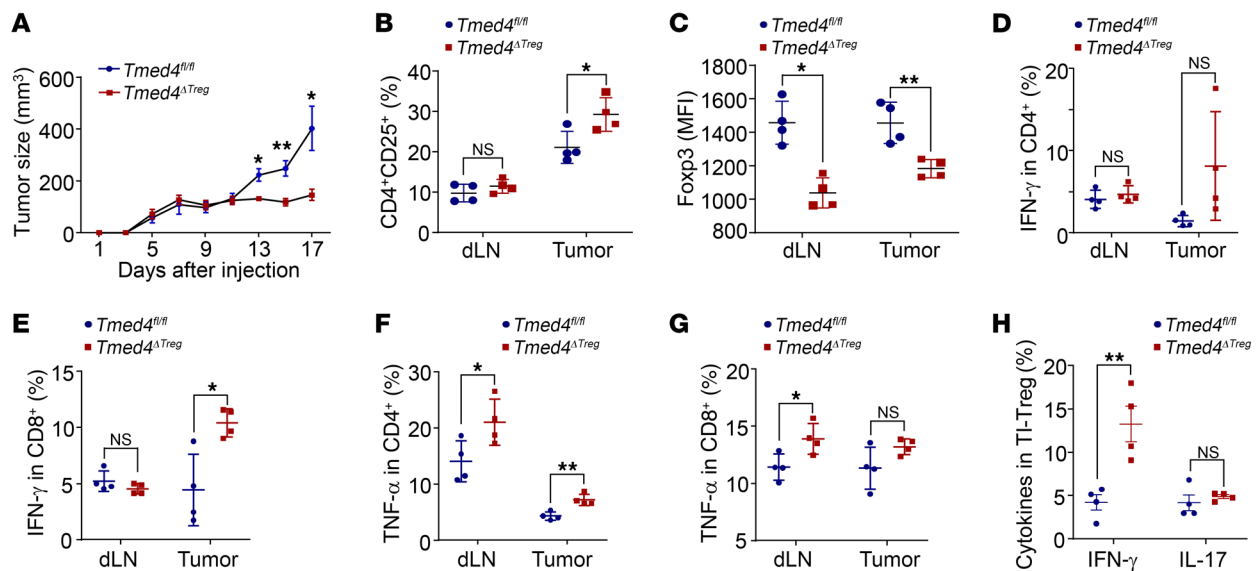 A
Tmed4fl/fl
Tmed4ΔTreg
Tumor size (mm3)
600
400
200
0
*
**
*
1
5
9
13
17
Days after injection
B
Tmed4fl/fl
Tmed4ΔTreg
CD4+CD25+ (%)
40
30
20
10
0
NS
*
dLN
Tumor
C
Tmed4fl/fl
Tmed4ΔTreg
Foxp3 (MFI)
1800
1600
1400
1200
1000
800
*
**
dLN
Tumor
D
Tmed4fl/fl
Tmed4ΔTreg
IFN-γ in CD4+ (%)
20
15
10
5
0
NS
NS
dLN
Tumor
E
Tmed4fl/fl
Tmed4ΔTreg
IFN-γ in CD8+ (%)
15
10
5
0
NS
*
dLN
Tumor
F
Tmed4fl/fl
Tmed4ΔTreg
TNF-α in CD4+ (%)
30
20
10
0
*
**
dLN
Tumor
G
Tmed4fl/fl
Tmed4ΔTreg
TNF-α in CD8+ (%)
20
15
10
5
*
NS
dLN
Tumor
H
Tmed4fl/fl
Tmed4ΔTreg
Cytokines in TI-Treg (%)
20
15
10
5
0
**
NS
IFN-γ
IL-17